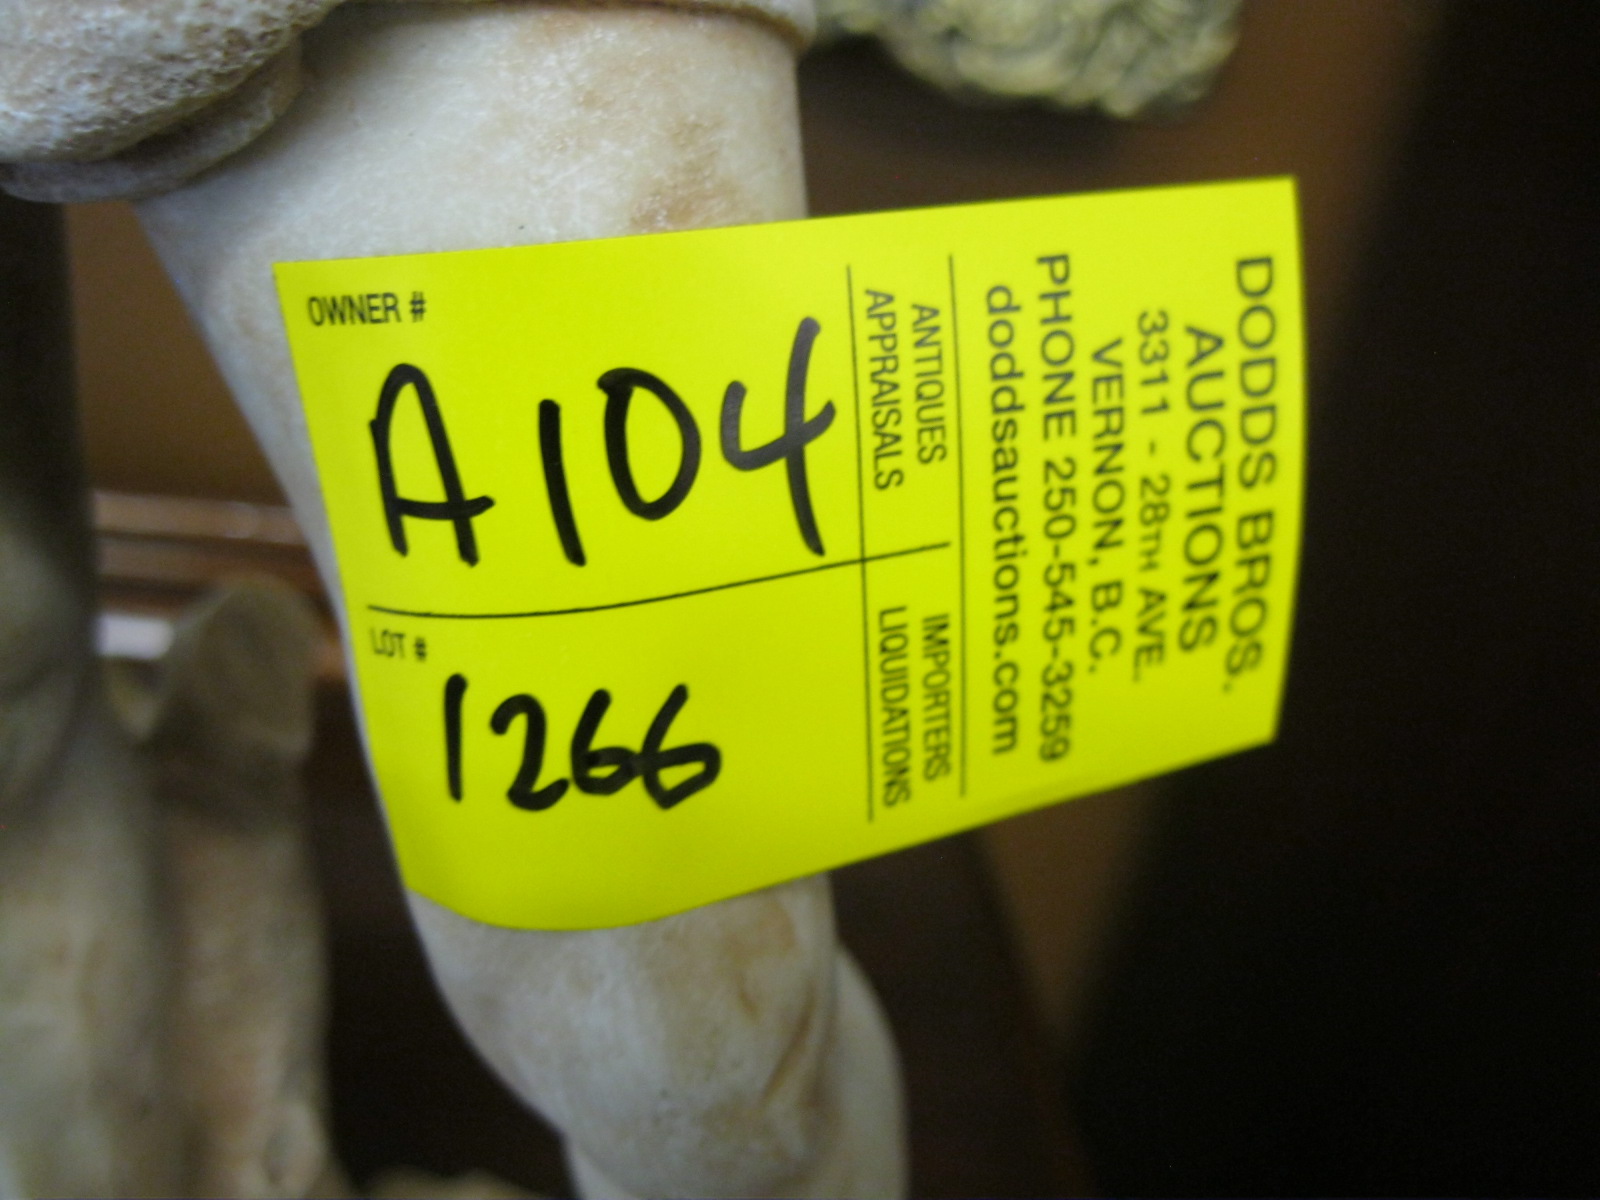 OWNER #
A104
LOT #
1266
ANTIQUES
APPRAISALS
IMPORTERS
LIQUIDATIONS
DODDS BROS.
AUCTIONS
3311 - 28TH AVE.
VERNON, B.C.
PHONE 250-545-3259
doddsauctions.com